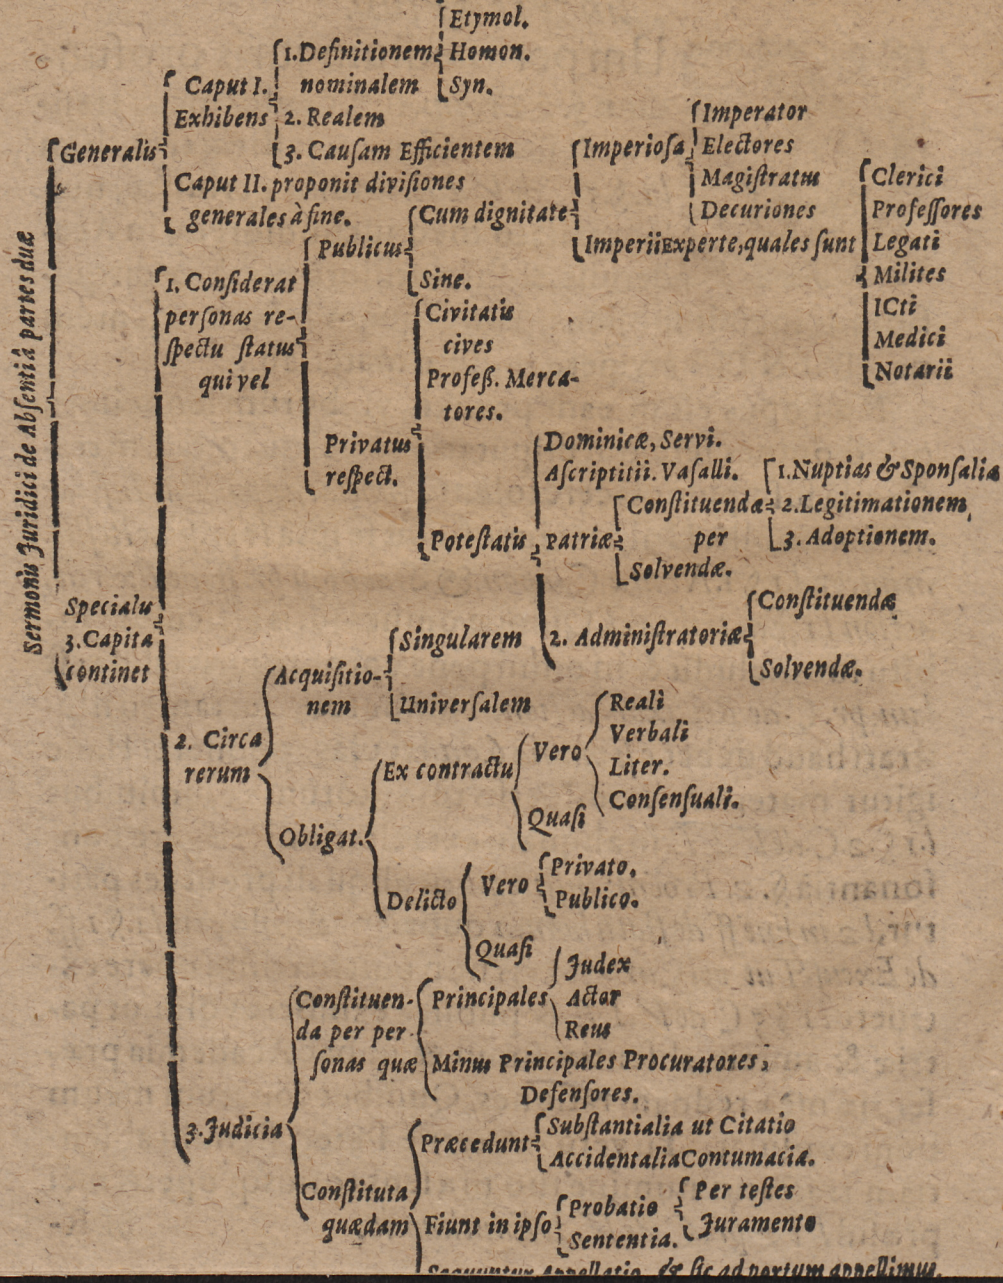 Sermonis Juridici de Absentiâ partes duæ
Generalis
Caput I.
Exhibens
1. Definitionem
nominalem
Etymol.
Homon.
Syn.
2. Realem
3. Causam Efficientem
Caput II. proponit divisiones
generales à fine.
Specialis
3. Capita
continet
1. Considerat
personas re-
spectu status
qui vel
Publicus
Cum dignitate
Imperiosa
Imperator
Electores
Magistratus
Decuriones
Imperii Experte, quales sunt
Clerici
Professores
Legati
Milites
ICti
Medici
Notarii
Sine.
Privatus
respect.
Civitatis
cives
Profeß. Merca-
tores.
Potestatis
Dominicæ, Servi.
Ascriptitii. Vasalli.
Patriæ
Constituendæ
per
1. Nuptias & Sponsalia
2. Legitimationem
3. Adoptionem.
Solvendæ.
2. Administratoriæ
Constituendæ
Solvendæ.
2. Circa
rerum
Acquisitio-
nem
Singularem
Universalem
Obligat.
Ex contractu
Vero
Reali
Verbali
Liter.
Consensuali.
Quasi
Delicto
Vero
Privato.
Publico.
Quasi
3. Judicia
Constituen-
da per per
sonas quæ
Principales
Judex
Actor
Reus
Minus Principales Procuratores,
Defensores.
Constituta
quædam
Præcedunt
Substantialia ut Citatio
Accidentalia Contumacia.
Fiunt in ipso
Probatio
Per testes
Juramento
Sententia.
Sequuntur Appellatio & sic ad portum appellimus.